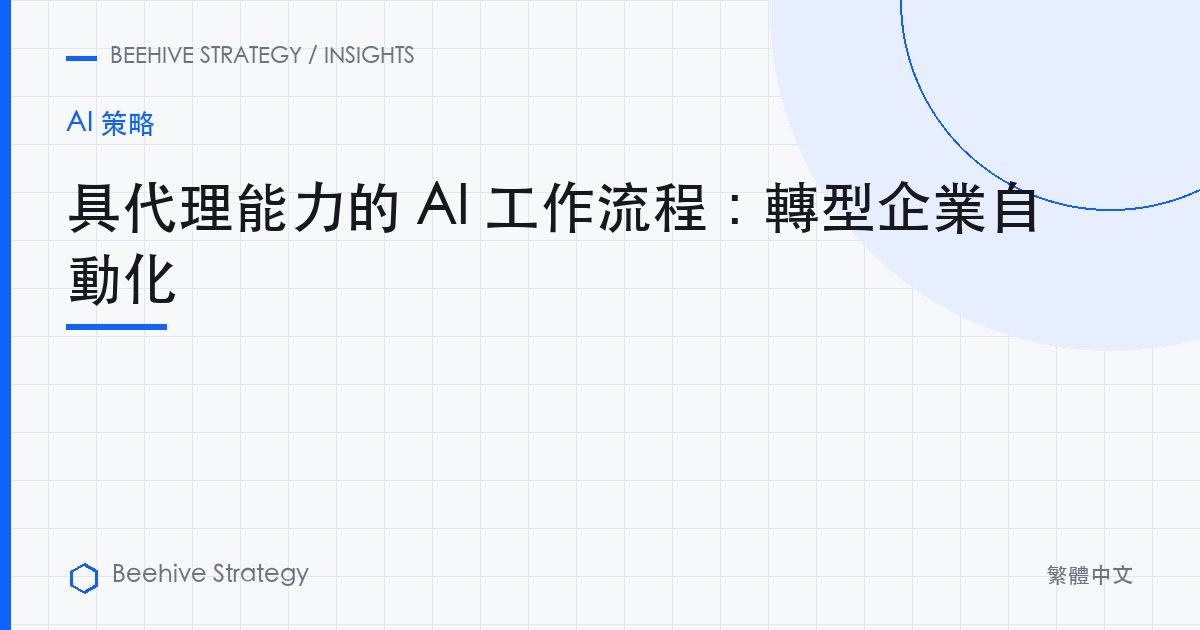 BEEHIVE STRATEGY / INSIGHTS
AI 策略
具代理能力的 AI 工作流程：轉型企業自
動化
Beehive Strategy
繁體中文